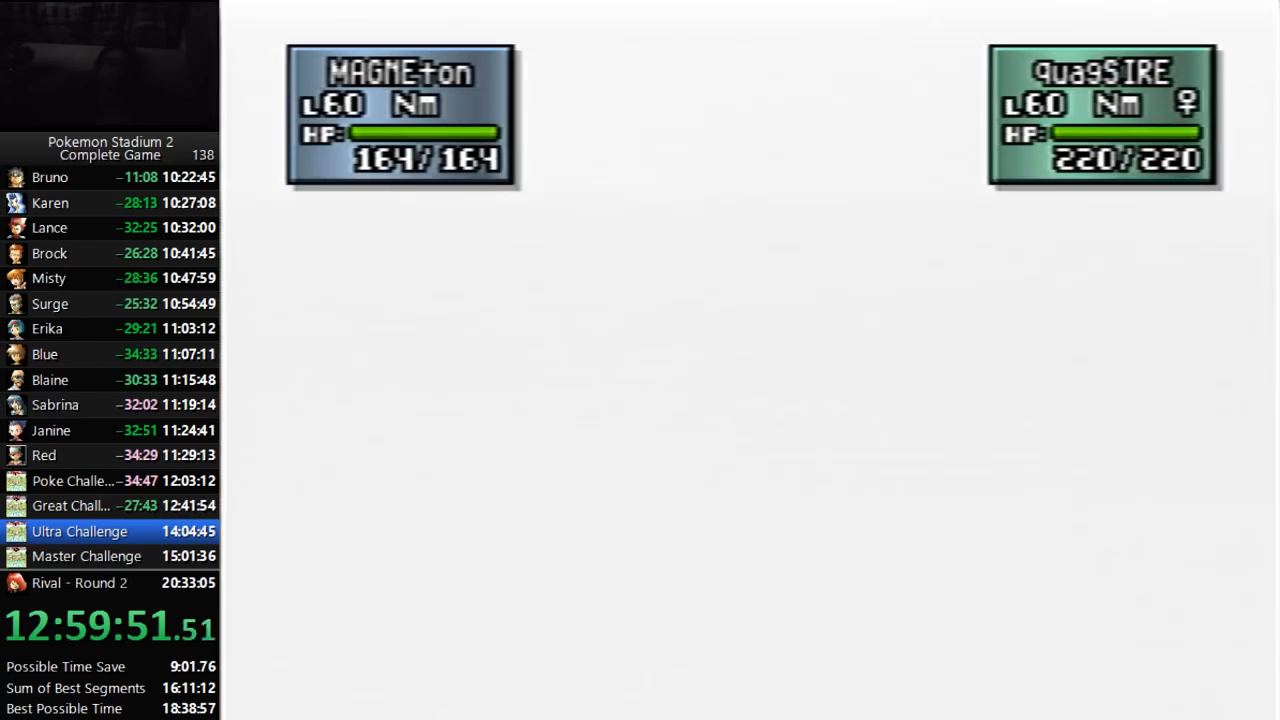 Pokemon Stadium 2
Complete Game 138
Bruno −11:08 10:22:45
Karen −28:13 10:27:08
Lance −32:25 10:32:00
Brock −26:28 10:41:45
Misty −28:36 10:47:59
Surge −25:32 10:54:49
Erika −29:21 11:03:12
Blue −34:33 11:07:11
Blaine −30:33 11:15:48
Sabrina −32:02 11:19:14
Janine −32:51 11:24:41
Red −34:29 11:29:13
Poke Challe... −34:47 12:03:12
Great Chall... −27:43 12:41:54
Ultra Challenge 14:04:45
Master Challenge 15:01:36
Rival - Round 2 20:33:05
12:59:51.51
Possible Time Save 9:01.76
Sum of Best Segments 16:11:12
Best Possible Time 18:38:57
MAGNEton
L60 Nm
HP:
164/164
quagSIRE
L60 Nm ♀
HP:
220/220